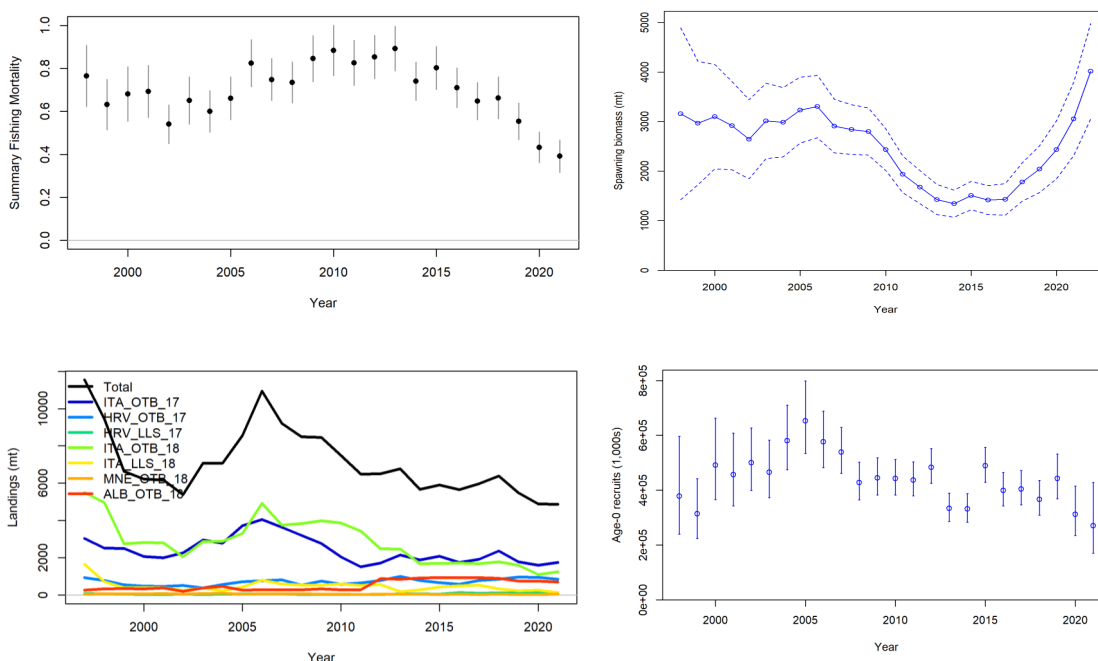 Summary Fishing Mortality
1.0
0.8
0.6
0.4
0.2
0.0
2000
2005
2010
2015
2020
Year
Spawning biomass (mt)
5000
4000
3000
2000
1000
0
2000
2005
2010
2015
2020
Year
Landings (mt)
10000
6000
2000
0
Total
ITA_OTB_17
HRV_OTB_17
HRV_LLS_17
ITA_OTB_18
ITA_LLS_18
MNE_OTB_18
ALB_OTB_18
2000
2005
2010
2015
2020
Year
Age-0 recruits (1,000s)
8e+05
6e+05
4e+05
2e+05
0e+00
2000
2005
2010
2015
2020
Year